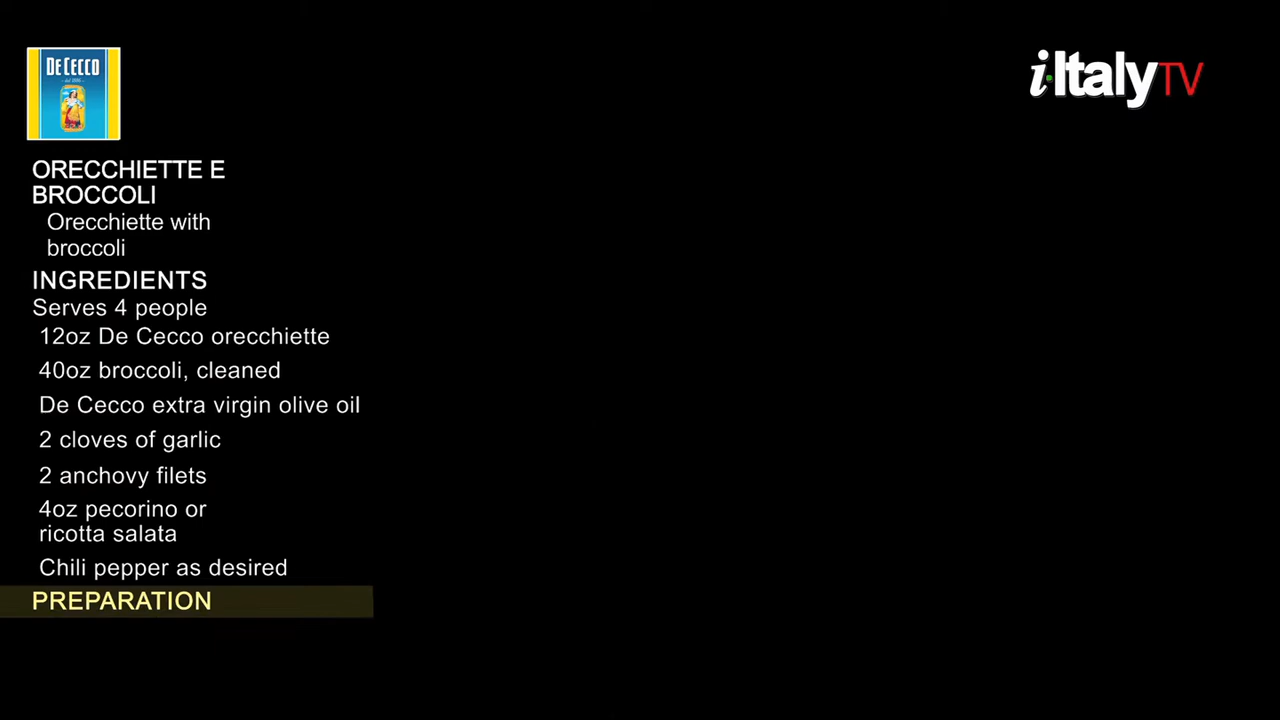 DE CECCO
i·ItalyTV
ORECCHIETTE E
BROCCOLI
Orecchiette with
broccoli
INGREDIENTS
Serves 4 people
12oz De Cecco orecchiette
40oz broccoli, cleaned
De Cecco extra virgin olive oil
2 cloves of garlic
2 anchovy filets
4oz pecorino or
ricotta salata
Chili pepper as desired
PREPARATION